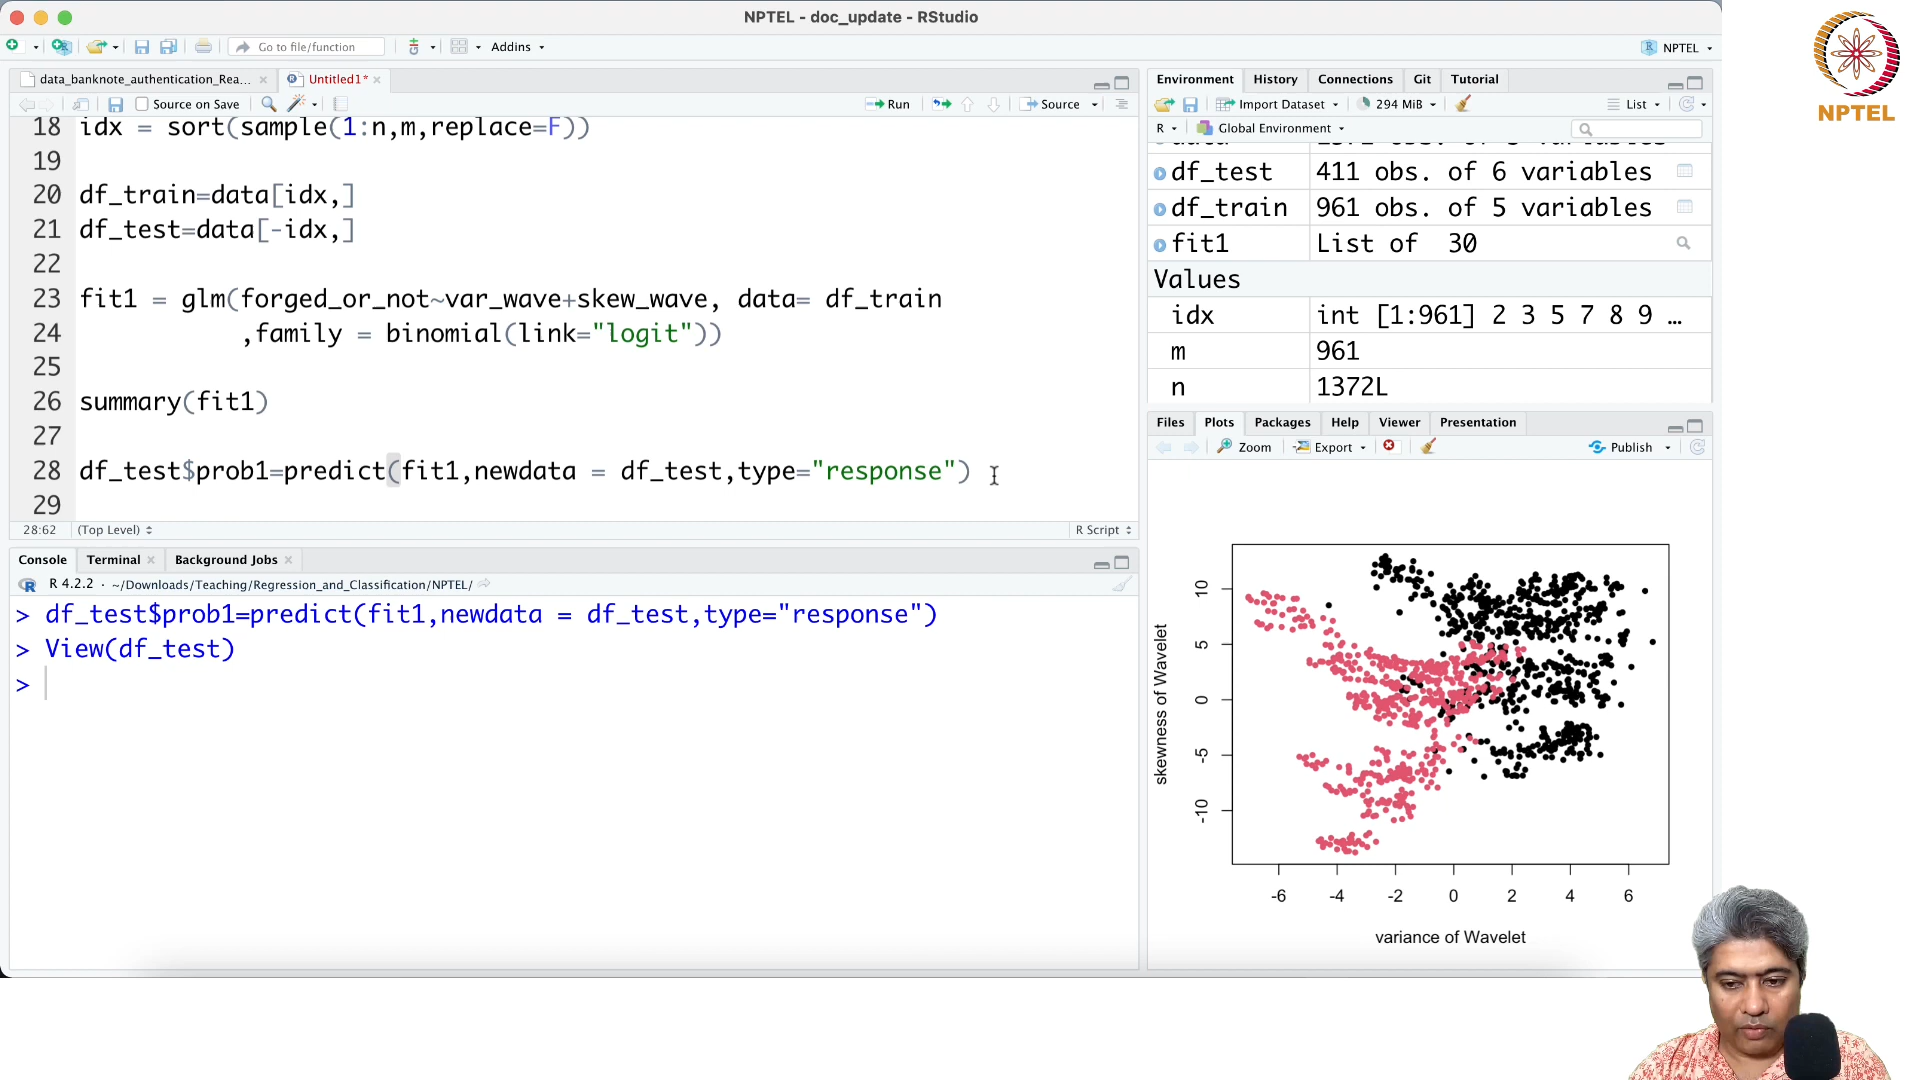 NPTEL - doc_update - RStudio
Go to file/function
Addins
NPTEL
data_banknote_authentication_Rea...
Untitled1*
Source on Save
Run
Source
18 idx = sort(sample(1:n,m,replace=F))
19
20 df_train=data[idx,]
21 df_test=data[-idx,]
22
23 fit1 = glm(forged_or_not~var_wave+skew_wave, data= df_train
24 ,family = binomial(link="logit"))
25
26 summary(fit1)
27
28 df_test$prob1=predict(fit1,newdata = df_test,type="response")
29
28:62 (Top Level)
R Script
Console Terminal Background Jobs
R 4.2.2 · ~/Downloads/Teaching/Regression_and_Classification/NPTEL/
> df_test$prob1=predict(fit1,newdata = df_test,type="response")
> View(df_test)
>
Environment History Connections Git Tutorial
Import Dataset
294 MiB
List
R
Global Environment
df_test 411 obs. of 6 variables
df_train 961 obs. of 5 variables
fit1 List of 30
Values
idx int [1:961] 2 3 5 7 8 9 …
m 961
n 1372L
Files Plots Packages Help Viewer Presentation
Zoom
Export
Publish
skewness of Wavelet
10
5
0
-5
-10
-6 -4 -2 0 2 4 6
variance of Wavelet
NPTEL